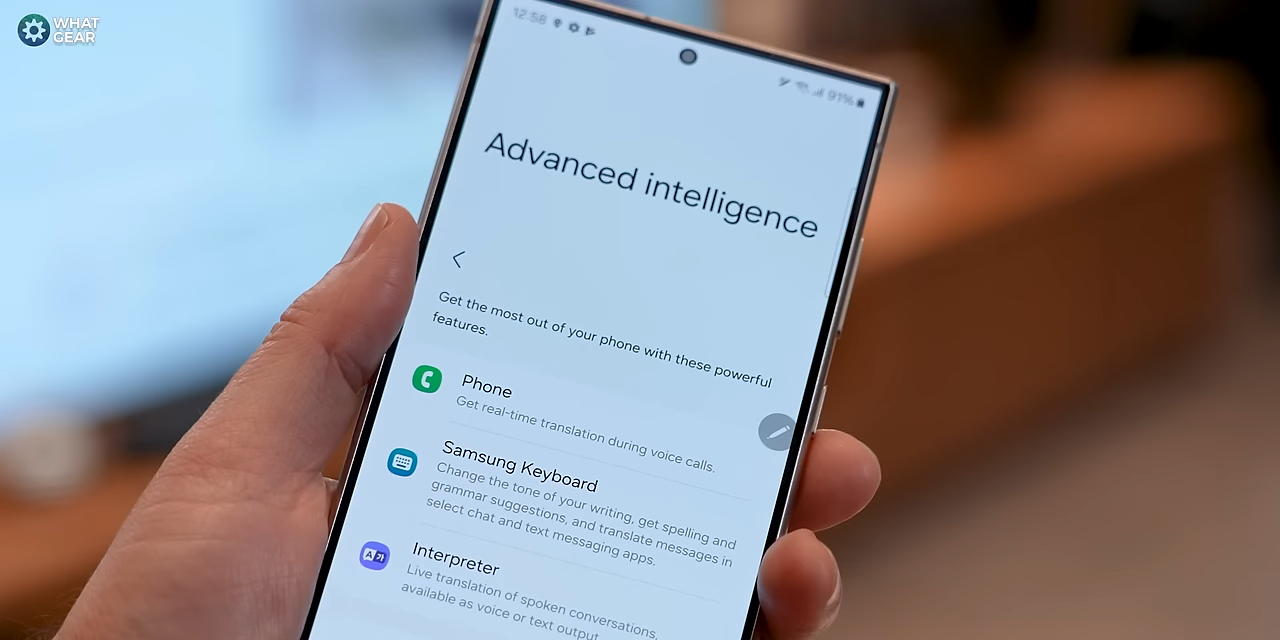 WHAT
GEAR
12:58
91%
Advanced intelligence
Get the most out of your phone with these powerful
features.
Phone
Get real-time translation during voice calls.
Samsung Keyboard
Change the tone of your writing, get spelling and
grammar suggestions, and translate messages in
select chat and text messaging apps.
A가
Interpreter
Live translation of spoken conversations,
available as voice or text output